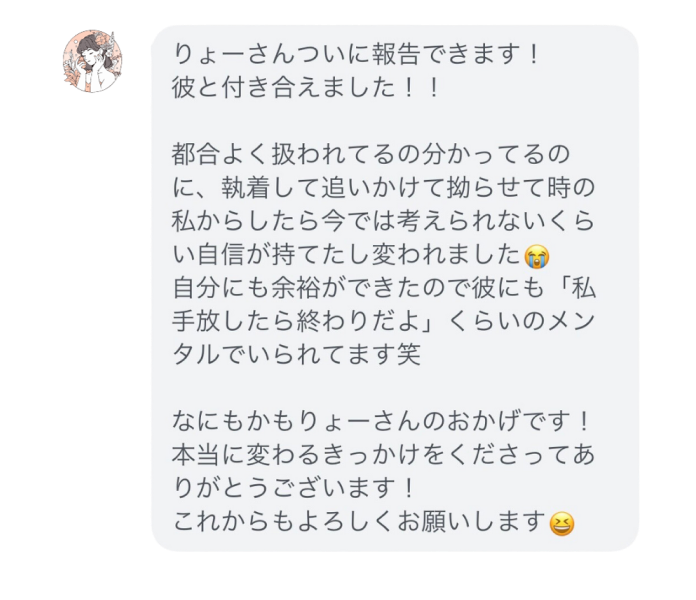 りょーさんついに報告できます！
彼と付き合えました！！
都合よく扱われてるの分かってるの
に、執着して追いかけて拗らせて時の
私からしたら今では考えられないくら
い自信が持てたし変われました😭
自分にも余裕ができたので彼にも「私
手放したら終わりだよ」くらいのメン
タルでいられてます笑
なにもかもりょーさんのおかげです！
本当に変わるきっかけをくださってあ
りがとうございます！
これからもよろしくお願いします😆